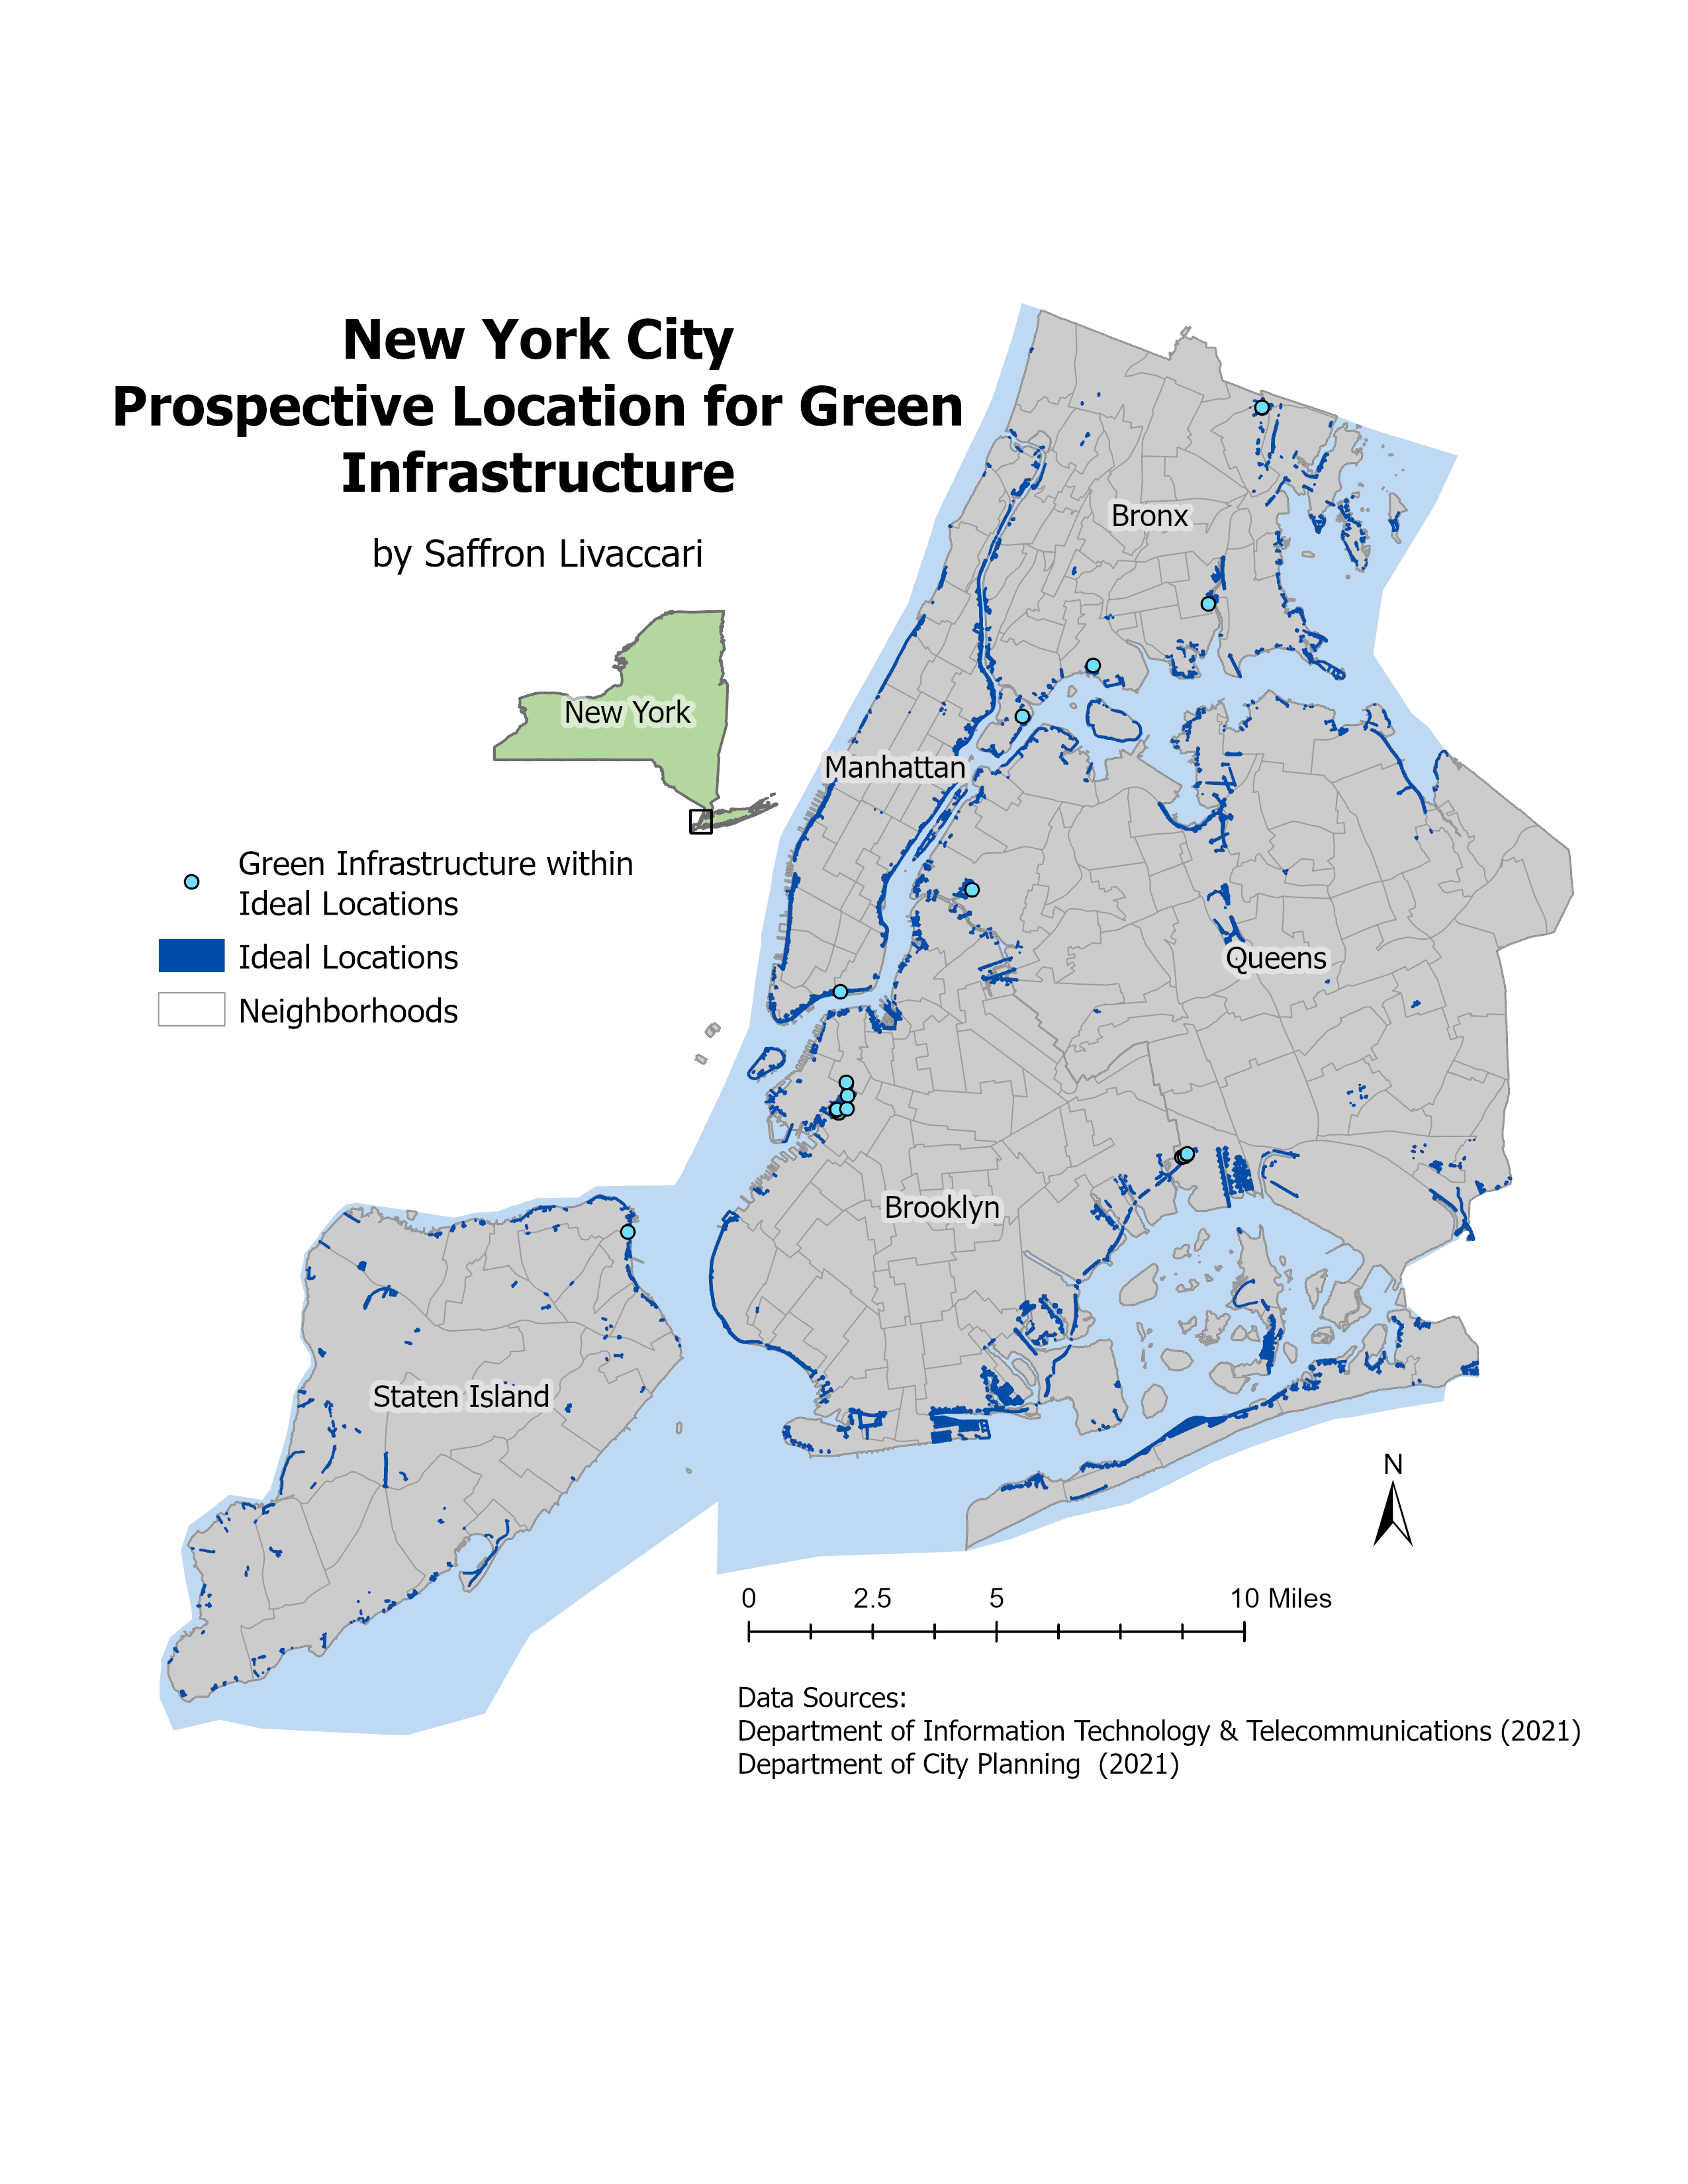 New York City
Prospective Location for Green
Infrastructure
by Saffron Livaccari
New York
Green Infrastructure within
Ideal Locations
Ideal Locations
Neighborhoods
Bronx
Manhattan
Queens
Brooklyn
Staten Island
N
0 2.5 5 10 Miles
Data Sources:
Department of Information Technology & Telecommunications (2021)
Department of City Planning (2021)